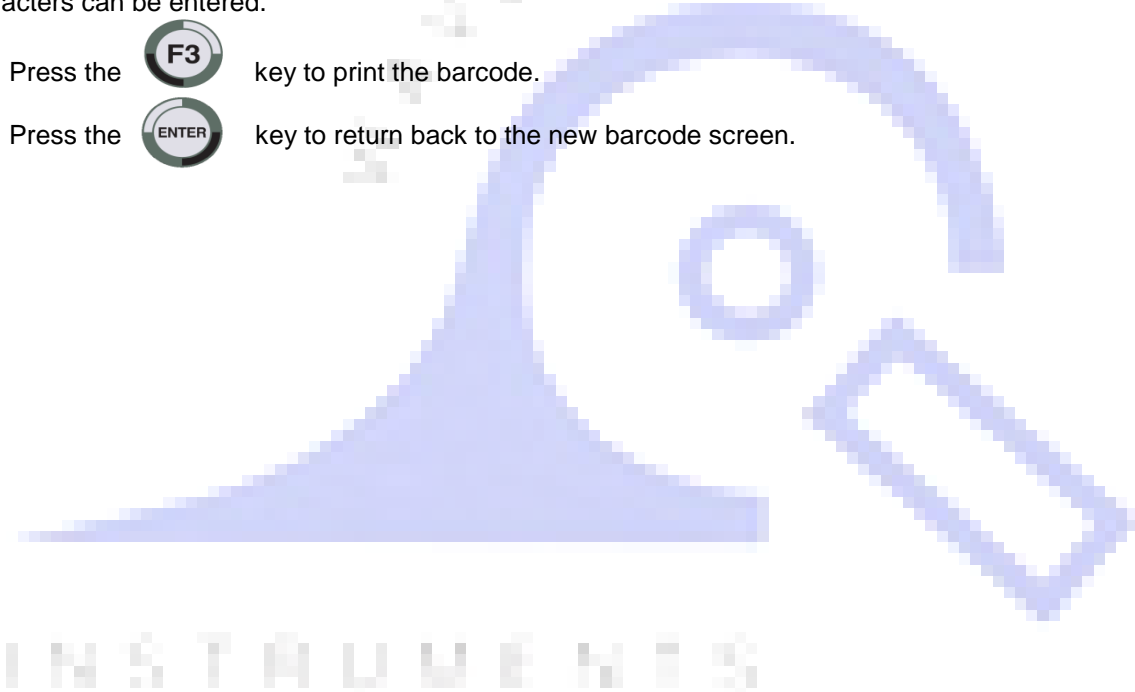 acters can be entered.
Press the F3 key to print the barcode.
Press the ENTER key to return back to the new barcode screen.
INSTRUMENTS